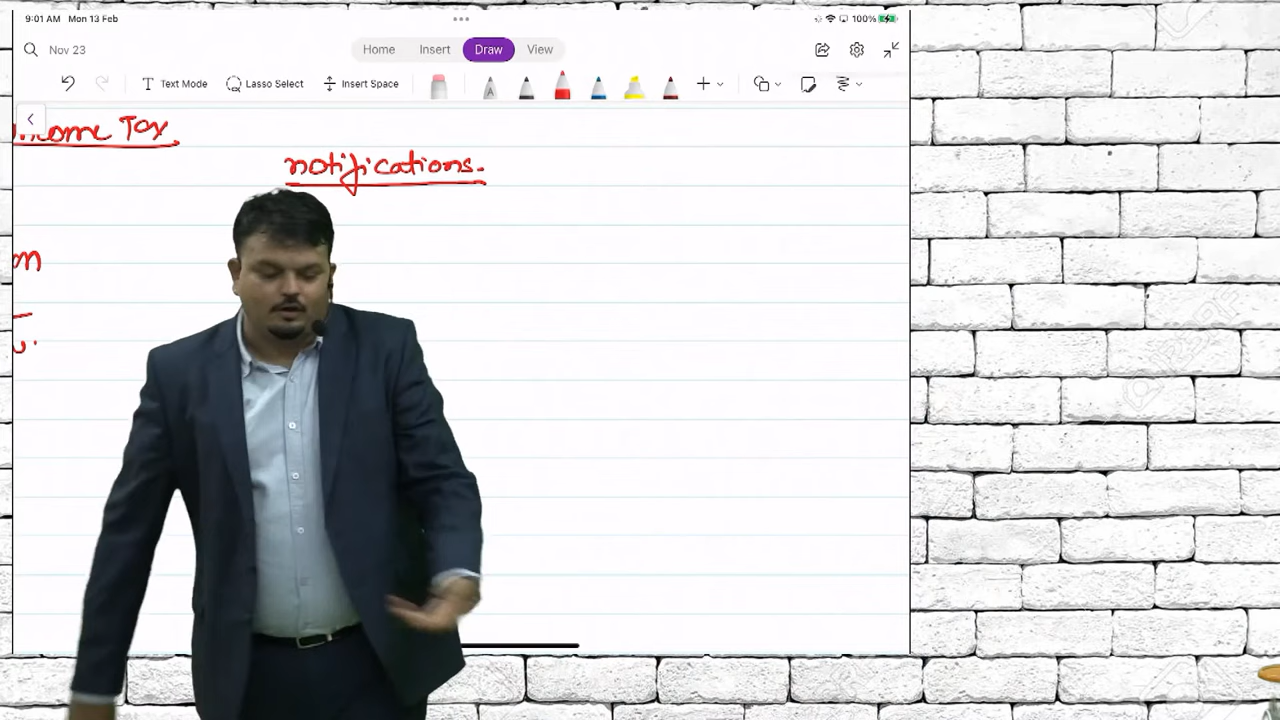 9:01 AM Mon 13 Feb
100%
Nov 23
Home Insert Draw View
Text Mode Lasso Select Insert Space
Tax.
notifications.